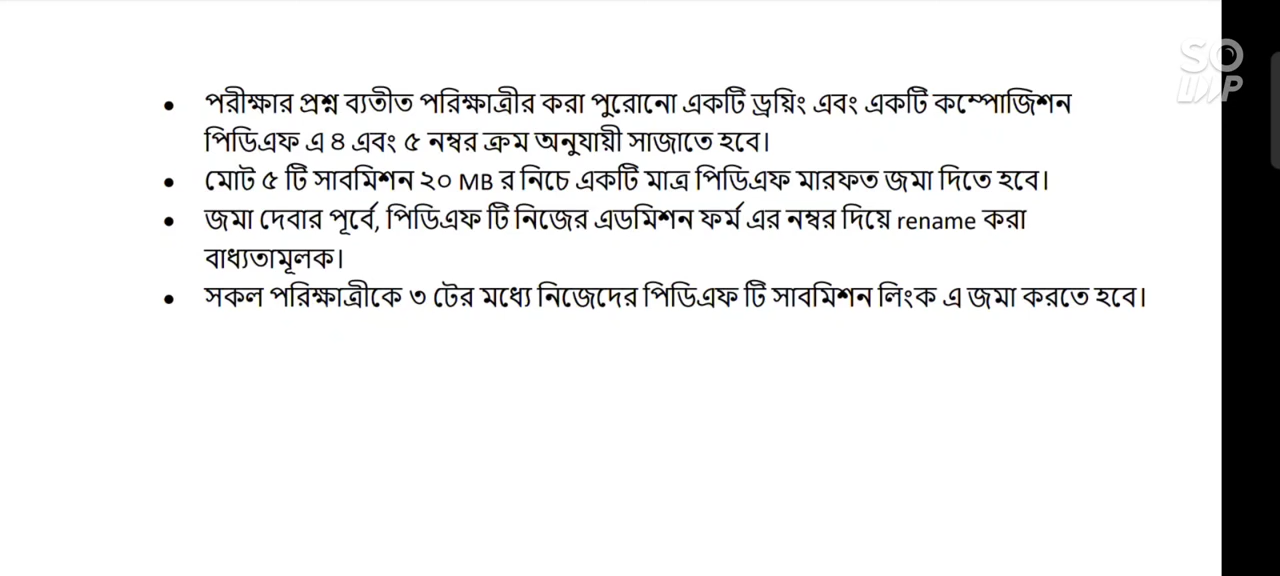 SO
LMP
• পরীক্ষার প্রশ্ন ব্যতীত পরিক্ষাত্রীর করা পুরোনো একটি ড্রয়িং এবং একটি কম্পোজিশন
পিডিএফ এ ৪ এবং ৫ নম্বর ক্রম অনুযায়ী সাজাতে হবে।
• মোট ৫ টি সাবমিশন ২০ MB র নিচে একটি মাত্র পিডিএফ মারফত জমা দিতে হবে।
• জমা দেবার পূর্বে, পিডিএফ টি নিজের এডমিশন ফর্ম এর নম্বর দিয়ে rename করা
বাধ্যতামূলক।
• সকল পরিক্ষাত্রীকে ৩ টের মধ্যে নিজেদের পিডিএফ টি সাবমিশন লিংক এ জমা করতে হবে।